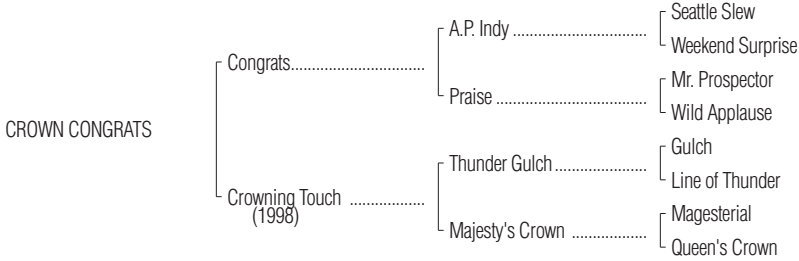 Seattle Slew
A.P. Indy ................................
Weekend Surprise
Congrats................................
Mr. Prospector
Praise ....................................
Wild Applause
CROWN CONGRATS
Gulch
Thunder Gulch ......................
Line of Thunder
Crowning Touch ..................
(1998)
Magesterial
Majesty's Crown ..................
Queen's Crown